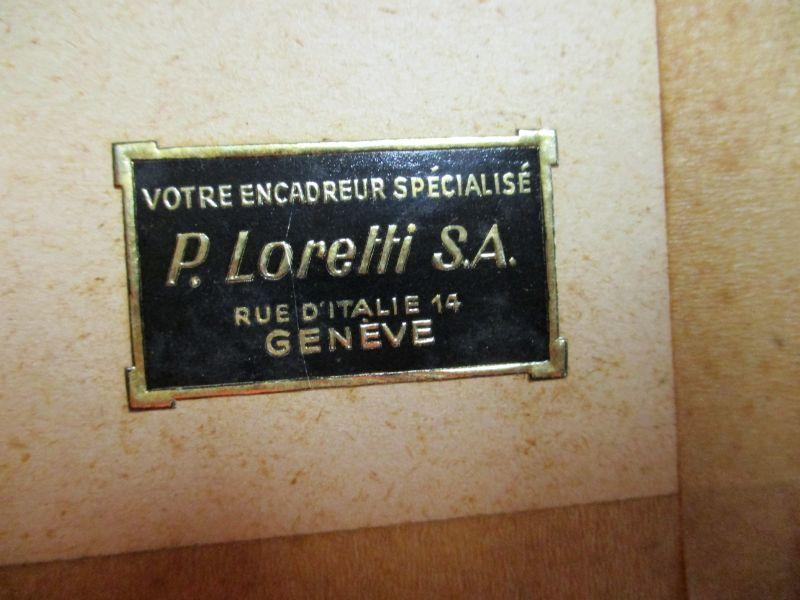 VOTRE ENCADREUR SPÉCIALISÉ
P. Loretti S.A.
RUE D'ITALIE 14
GENÈVE